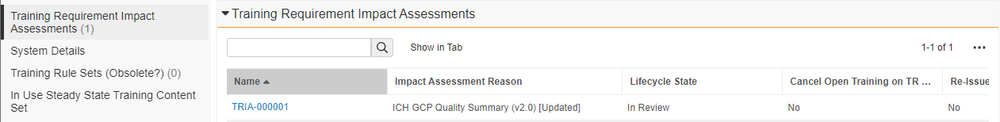 Training Requirement Impact
Assessments (1)
System Details
Training Rule Sets (Obsolete?) (0)
In Use Steady State Training Content
Set
Training Requirement Impact Assessments
Show in Tab
1-1 of 1
Name
Impact Assessment Reason
Lifecycle State
Cancel Open Training on TR ...
Re-Issue
TRIA-000001
ICH GCP Quality Summary (v2.0) [Updated]
In Review
No
No